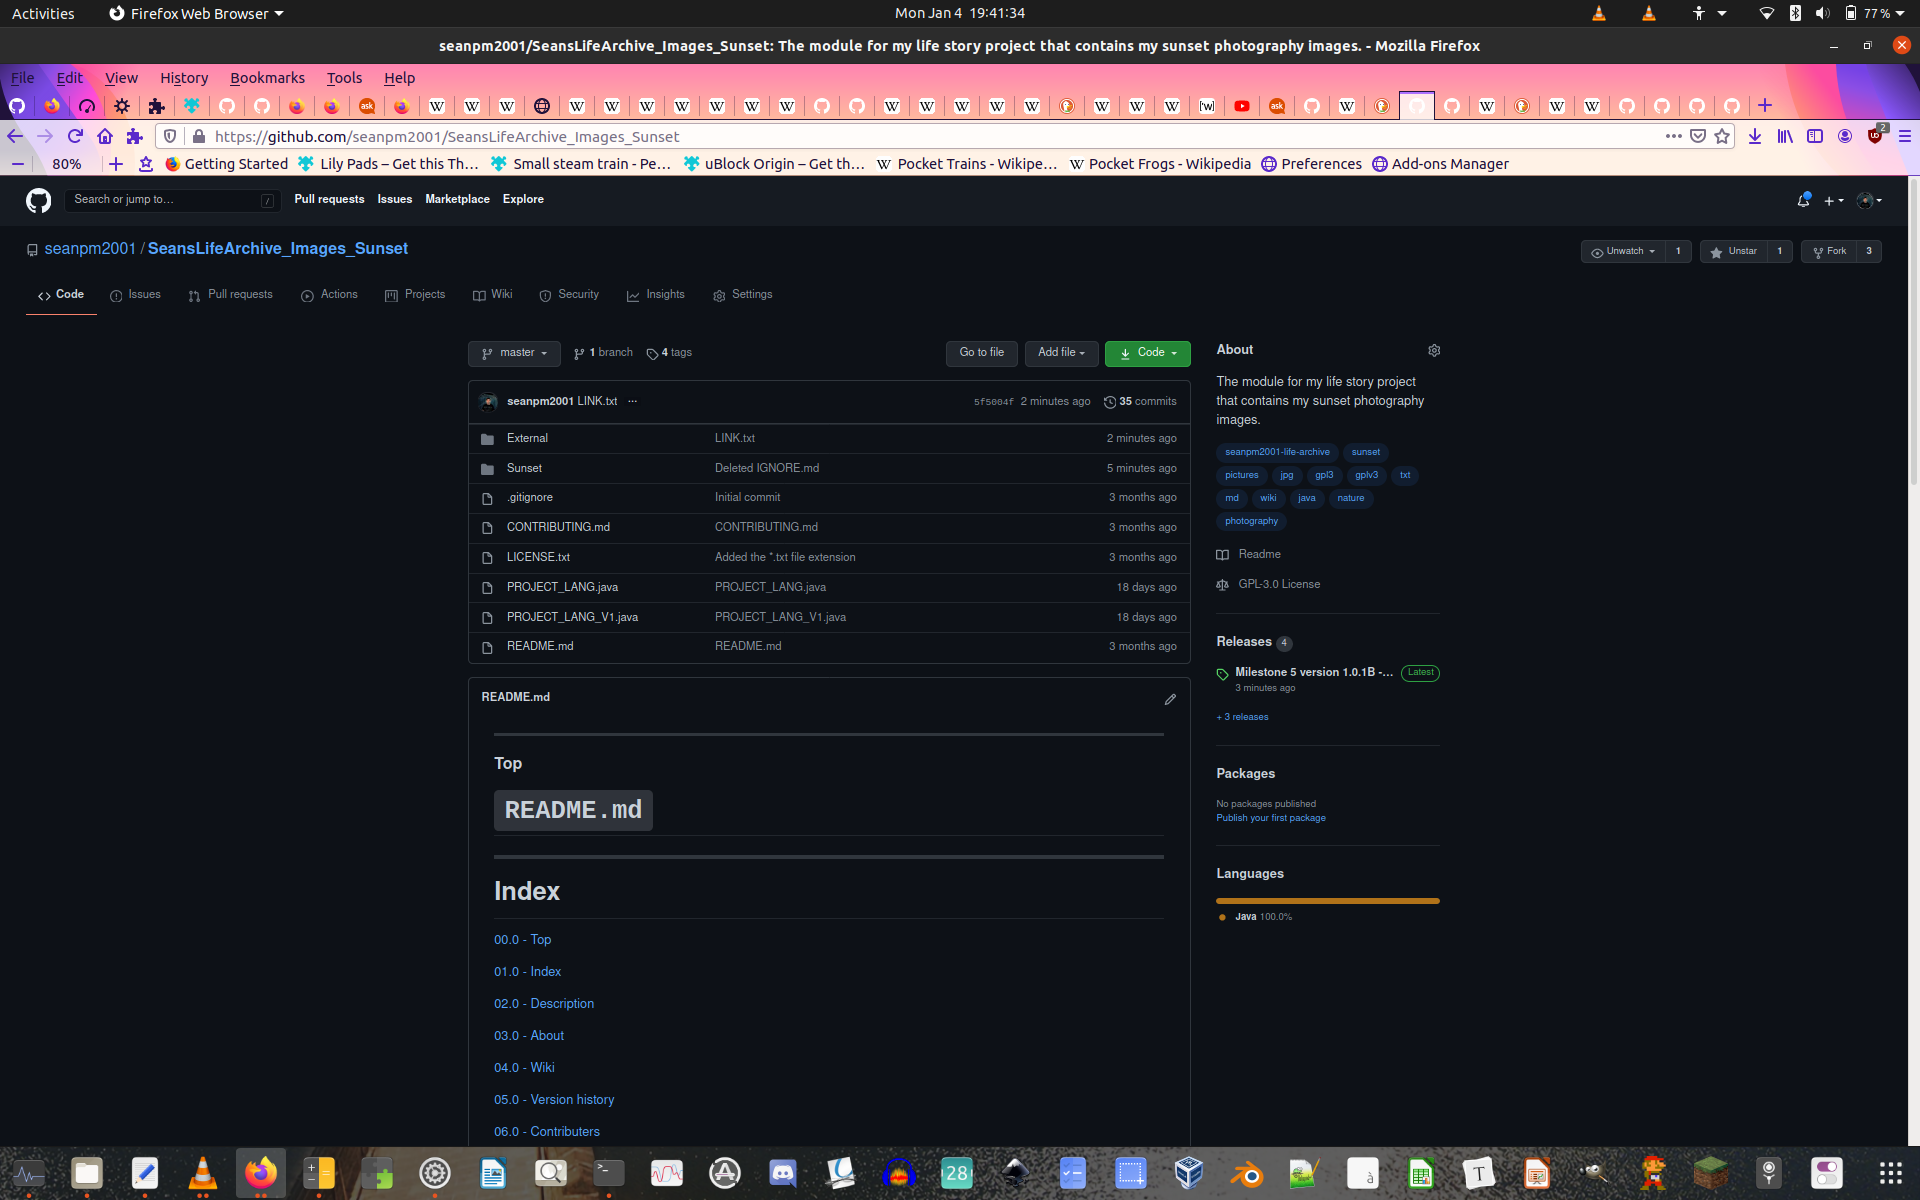 Activities
Firefox Web Browser
Mon Jan 4 19:41:34
77 %
seanpm2001/SeansLifeArchive_Images_Sunset: The module for my life story project that contains my sunset photography images. - Mozilla Firefox
File Edit View History Bookmarks Tools Help
https://github.com/seanpm2001/SeansLifeArchive_Images_Sunset
2
80%
Getting Started
Lily Pads – Get this Th…
Small steam train - Pe…
uBlock Origin – Get th…
Pocket Trains - Wikipe…
Pocket Frogs - Wikipedia
Preferences
Add-ons Manager
Search or jump to…
/
Pull requests Issues Marketplace Explore
seanpm2001 / SeansLifeArchive_Images_Sunset
Unwatch 1
Unstar 1
Fork 3
Code Issues Pull requests Actions Projects Wiki Security Insights Settings
master
1 branch
4 tags
Go to file
Add file
Code
seanpm2001 LINK.txt ...
5f5004f 2 minutes ago
35 commits
External LINK.txt 2 minutes ago
Sunset Deleted IGNORE.md 5 minutes ago
.gitignore Initial commit 3 months ago
CONTRIBUTING.md CONTRIBUTING.md 3 months ago
LICENSE.txt Added the *.txt file extension 3 months ago
PROJECT_LANG.java PROJECT_LANG.java 18 days ago
PROJECT_LANG_V1.java PROJECT_LANG_V1.java 18 days ago
README.md README.md 3 months ago
README.md
Top
README.md
Index
00.0 - Top
01.0 - Index
02.0 - Description
03.0 - About
04.0 - Wiki
05.0 - Version history
06.0 - Contributers
About
The module for my life story project
that contains my sunset photography
images.
seanpm2001-life-archive sunset
pictures jpg gpl3 gplv3 txt
md wiki java nature
photography
Readme
GPL-3.0 License
Releases 4
Milestone 5 version 1.0.1B -... Latest
3 minutes ago
+ 3 releases
Packages
No packages published
Publish your first package
Languages
Java 100.0%
28